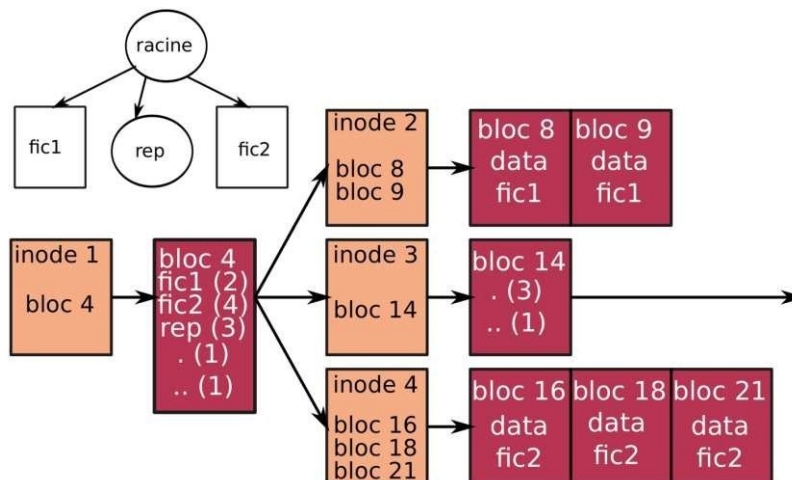 racine
fic1
rep
fic2
inode 1
bloc 4
bloc 4
fic1 (2)
fic2 (4)
rep (3)
. (1)
.. (1)
inode 2
bloc 8
bloc 9
bloc 8
data
fic1
bloc 9
data
fic1
inode 3
bloc 14
bloc 14
. (3)
.. (1)
inode 4
bloc 16
bloc 18
bloc 21
bloc 16
data
fic2
bloc 18
data
fic2
bloc 21
data
fic2